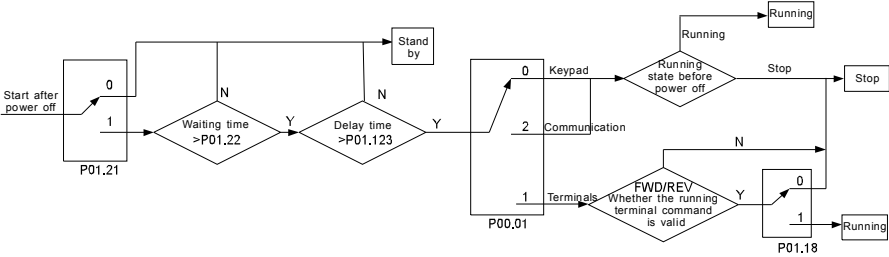 Start after
power off
0
1
P01.21
Waiting time
>P01.22
N
Y
Delay time
>P01.123
N
Y
Stand
by
0
Keypad
2
Communication
1
Terminals
P00.01
Running
state before
power off
Running
Running
Stop
Stop
FWD/REV
Whether the running
terminal command
is valid
N
Y
0
1
P01.18
Running